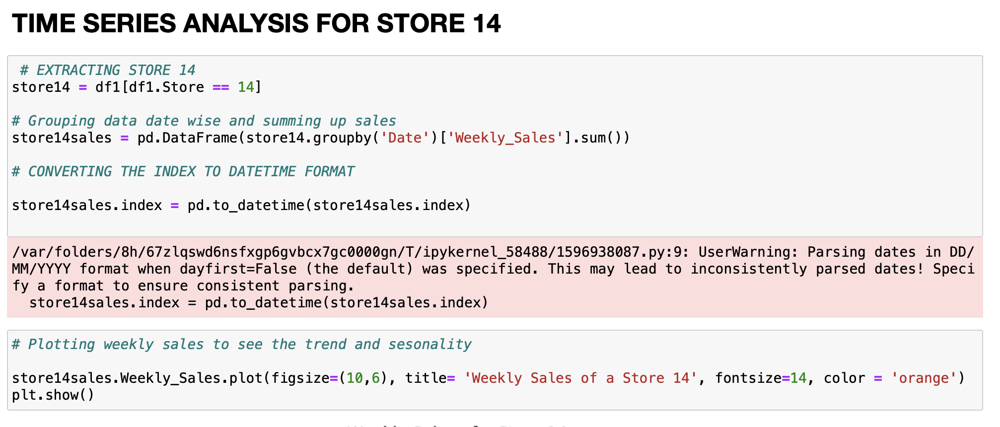 TIME SERIES ANALYSIS FOR STORE 14
# EXTRACTING STORE 14
store14 = df1[df1.Store == 14]
# Grouping data date wise and summing up sales
store14sales = pd.DataFrame(store14.groupby('Date')['Weekly_Sales'].sum())
# CONVERTING THE INDEX TO DATETIME FORMAT
store14sales.index = pd.to_datetime(store14sales.index)
/var/folders/8h/67zlqswd6nsfxgp6gvbcx7gc0000gn/T/ipykernel_58488/1596938087.py:9: UserWarning: Parsing dates in DD/
MM/YYYY format when dayfirst=False (the default) was specified. This may lead to inconsistently parsed dates! Speci
fy a format to ensure consistent parsing.
store14sales.index = pd.to_datetime(store14sales.index)
# Plotting weekly sales to see the trend and sesonality
store14sales.Weekly_Sales.plot(figsize=(10,6), title= 'Weekly Sales of a Store 14', fontsize=14, color = 'orange')
plt.show()